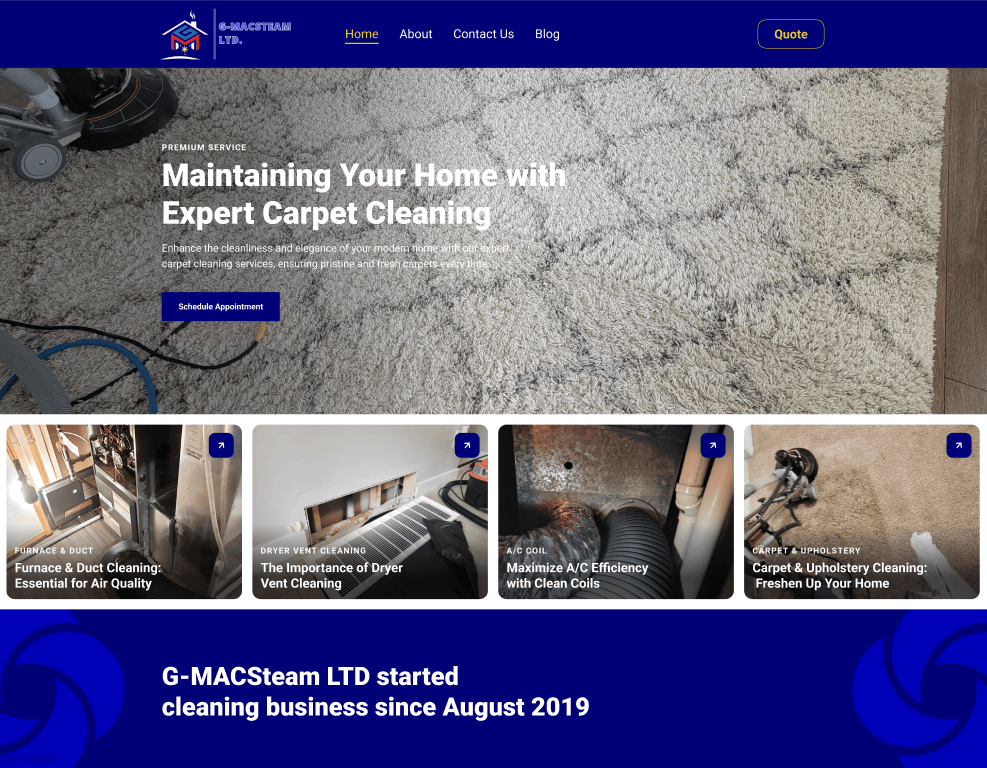 G-MACSTEAM
LTD.
Home
About
Contact Us
Blog
Quote
PREMIUM SERVICE
Maintaining Your Home with
Expert Carpet Cleaning
Enhance the cleanliness and elegance of your modern home with our expert
carpet cleaning services, ensuring pristine and fresh carpets every time.
Schedule Appointment
FURNACE & DUCT
Furnace & Duct Cleaning:
Essential for Air Quality
DRYER VENT CLEANING
The Importance of Dryer
Vent Cleaning
A/C COIL
Maximize A/C Efficiency
with Clean Coils
CARPET & UPHOLSTERY
Carpet & Upholstery Cleaning:
Freshen Up Your Home
G-MACSteam LTD started
cleaning business since August 2019